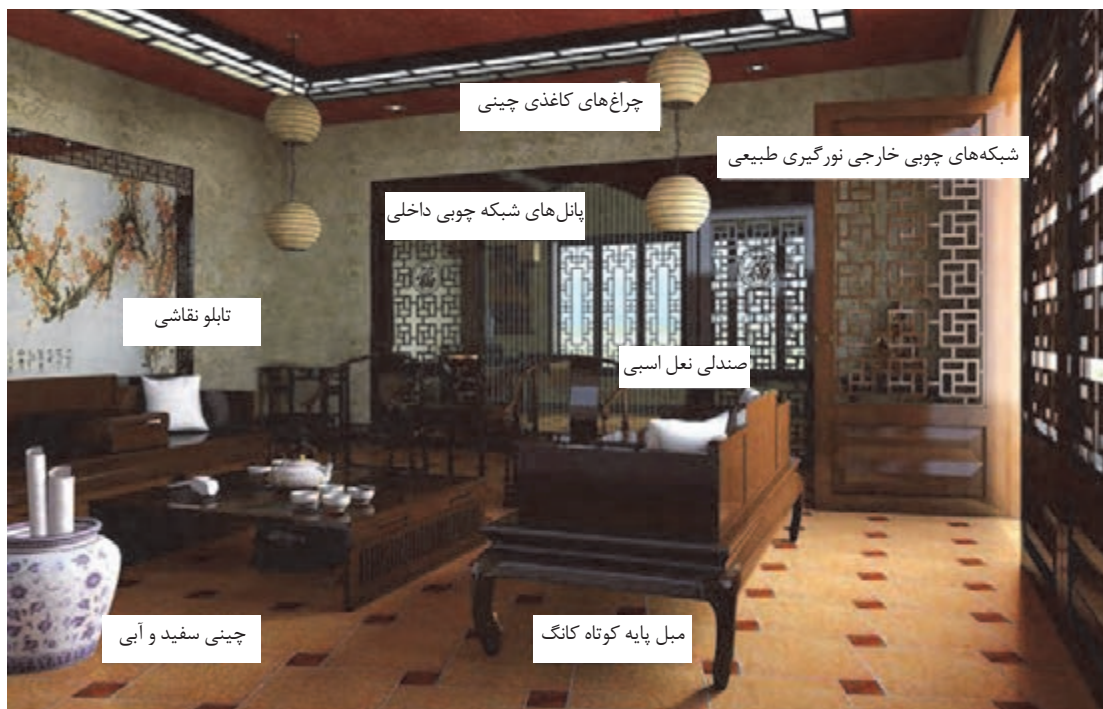 چراغ‌های کاغذی چینی
شبکه‌های چوبی خارجی نورگیری طبیعی
پانل‌های شبکه چوبی داخلی
تابلو نقاشی
صندلی نعل اسبی
چینی سفید و آبی
مبل پایه کوتاه کانگ